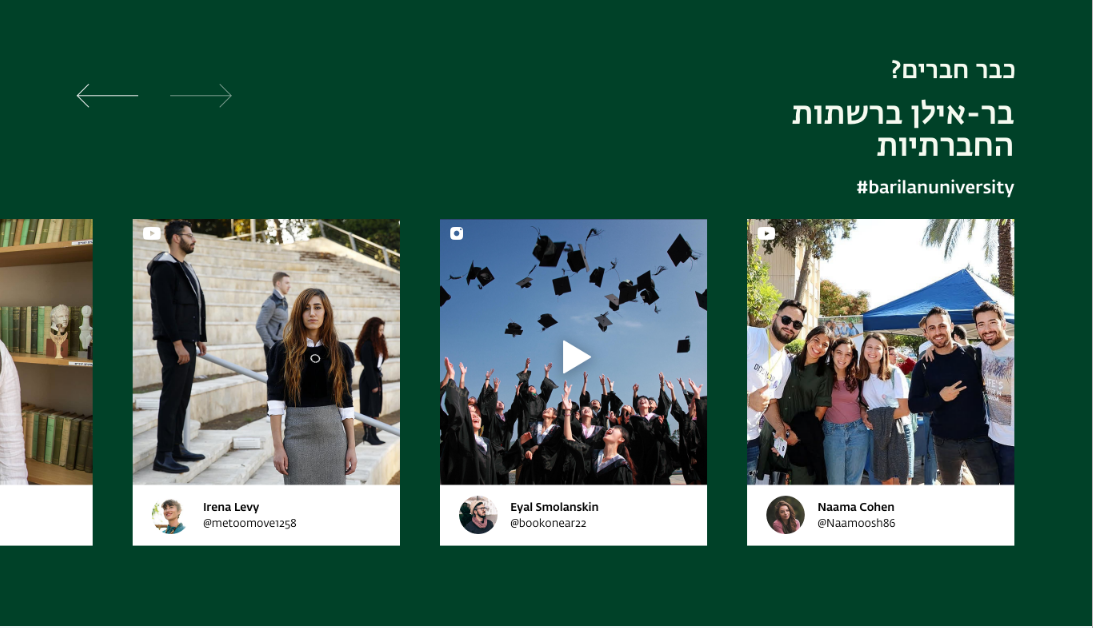 כבר חברים?
בר-אילן ברשתות
החברתיות
#barilanuniversity
Naama Cohen
@Naamoosh86
Eyal Smolanskin
@bookonear22
Irena Levy
@metoomove1258